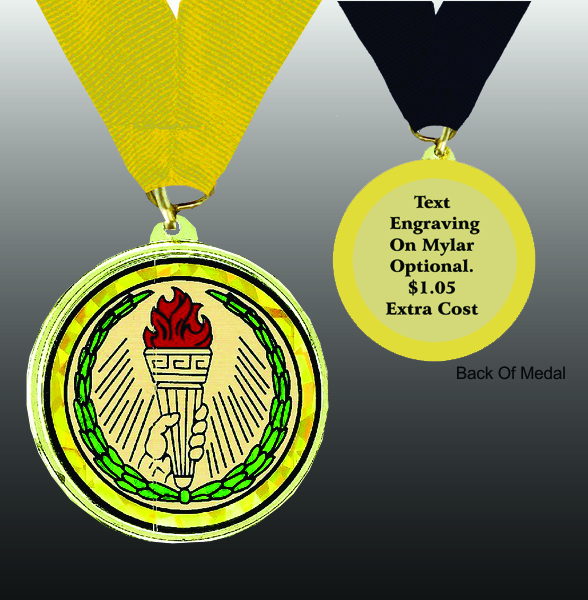 Text
Engraving
On Mylar
Optional.
$1.05
Extra Cost
Back Of Medal